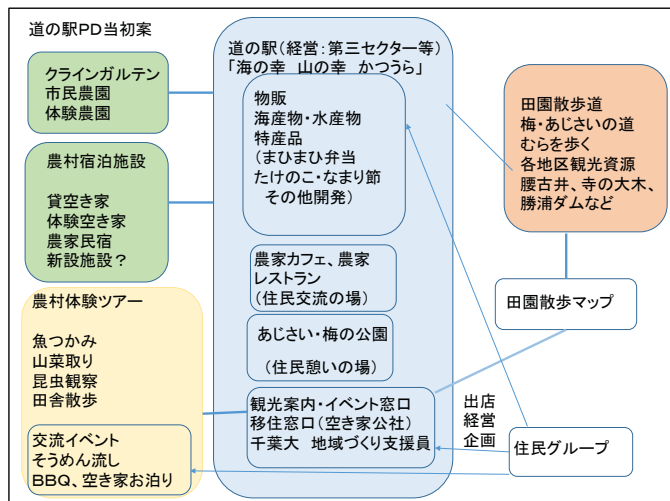 道の駅PD当初案
クラインガルテン
市民農園
体験農園
農村宿泊施設
貸空き家
体験空き家
農家民宿
新設施設?
農村体験ツアー
魚つかみ
山菜取り
昆虫観察
田舎散歩
交流イベント
そうめん流し
BBQ、空き家お泊り
道の駅(経営:第三セクター等)
「海の幸 山の幸 かつうら」
物販
海産物・水産物
特産品
(まひまひ弁当
たけのこ・なまり節
その他開発)
農家カフェ、農家
レストラン
(住民交流の場)
あじさい・梅の公園
(住民憩いの場)
観光案内・イベント窓口
移住窓口(空き家公社)
千葉大 地域づくり支援員
田園散歩道
梅・あじさいの道
むらを歩く
各地区観光資源
腰古井、寺の大木、
勝浦ダムなど
田園散歩マップ
出店
経営
企画
住民グループ